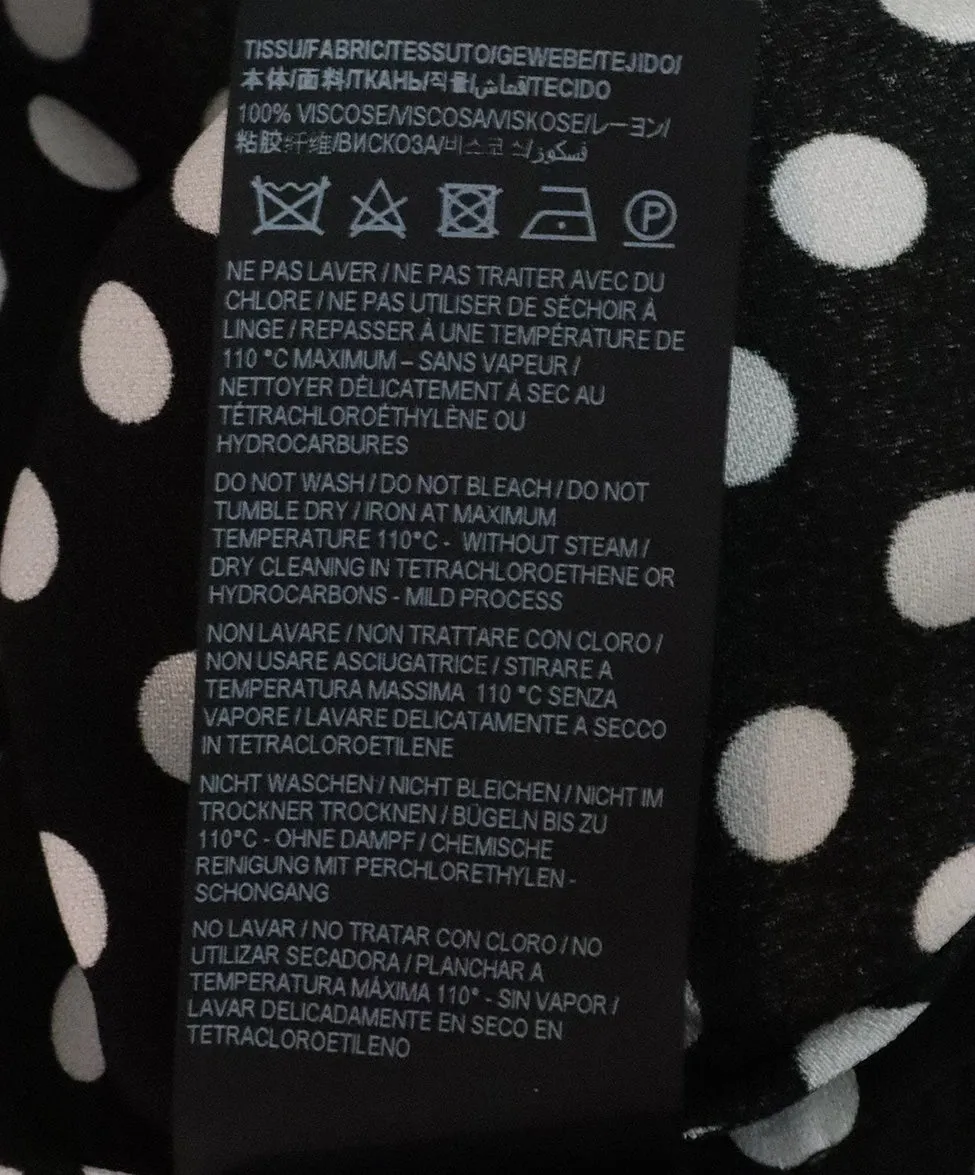 TISSU/FABRIC/TESSUTO/GEWEBE/TEJIDO/
本体/面料/ТКАНЬ/직물/قماش/TECIDO
100% VISCOSE/VISCOSA/VISKOSE/レーヨン/
粘胶纤维/ВИСКОЗА/비스코스/فسكوز
P
NE PAS LAVER / NE PAS TRAITER AVEC DU
CHLORE / NE PAS UTILISER DE SÉCHOIR À
LINGE / REPASSER À UNE TEMPÉRATURE DE
110 °C MAXIMUM – SANS VAPEUR /
NETTOYER DÉLICATEMENT À SEC AU
TÉTRACHLOROÉTHYLÈNE OU
HYDROCARBURES
DO NOT WASH / DO NOT BLEACH / DO NOT
TUMBLE DRY / IRON AT MAXIMUM
TEMPERATURE 110°C - WITHOUT STEAM /
DRY CLEANING IN TETRACHLOROETHENE OR
HYDROCARBONS - MILD PROCESS
NON LAVARE / NON TRATTARE CON CLORO /
NON USARE ASCIUGATRICE / STIRARE A
TEMPERATURA MASSIMA 110 °C SENZA
VAPORE / LAVARE DELICATAMENTE A SECCO
IN TETRACLOROETILENE
NICHT WASCHEN / NICHT BLEICHEN / NICHT IM
TROCKNER TROCKNEN / BÜGELN BIS ZU
110°C - OHNE DAMPF / CHEMISCHE
REINIGUNG MIT PERCHLORETHYLEN -
SCHONGANG
NO LAVAR / NO TRATAR CON CLORO / NO
UTILIZAR SECADORA / PLANCHAR A
TEMPERATURA MÁXIMA 110° - SIN VAPOR /
LAVAR DELICADAMENTE EN SECO EN
TETRACLOROETILENO